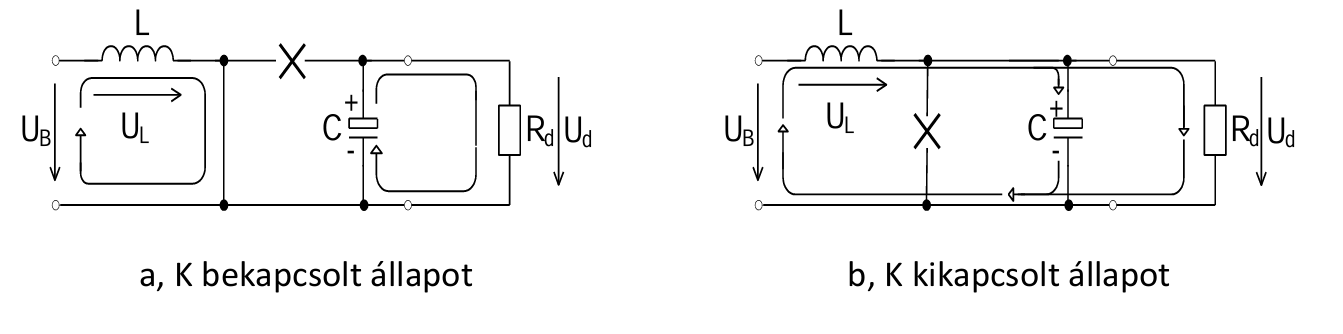 L
U_B
U_L
C
+
-
R_d
U_d
a, K bekapcsolt állapot
L
U_B
U_L
C
+
-
R_d
U_d
b, K kikapcsolt állapot